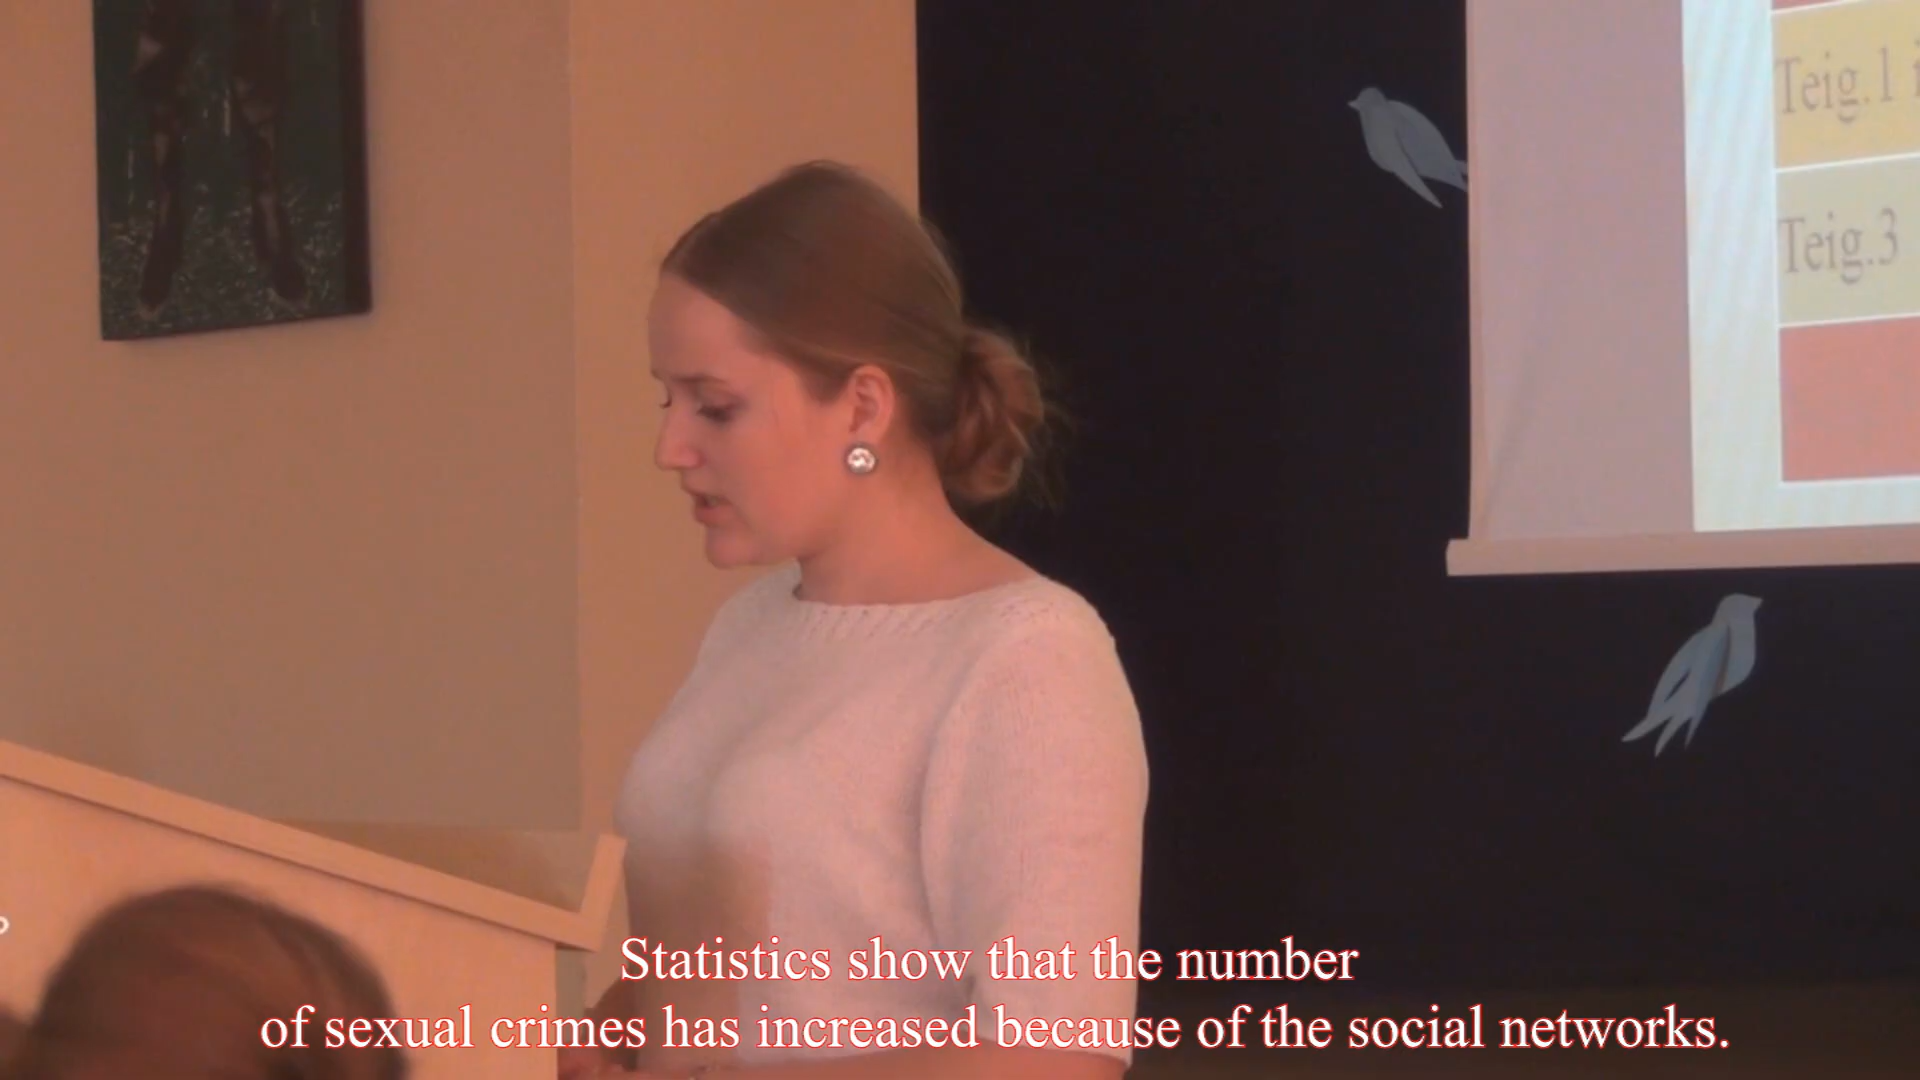 Teig.1
Teig.3
Statistics show that the number
of sexual crimes has increased because of the social networks.